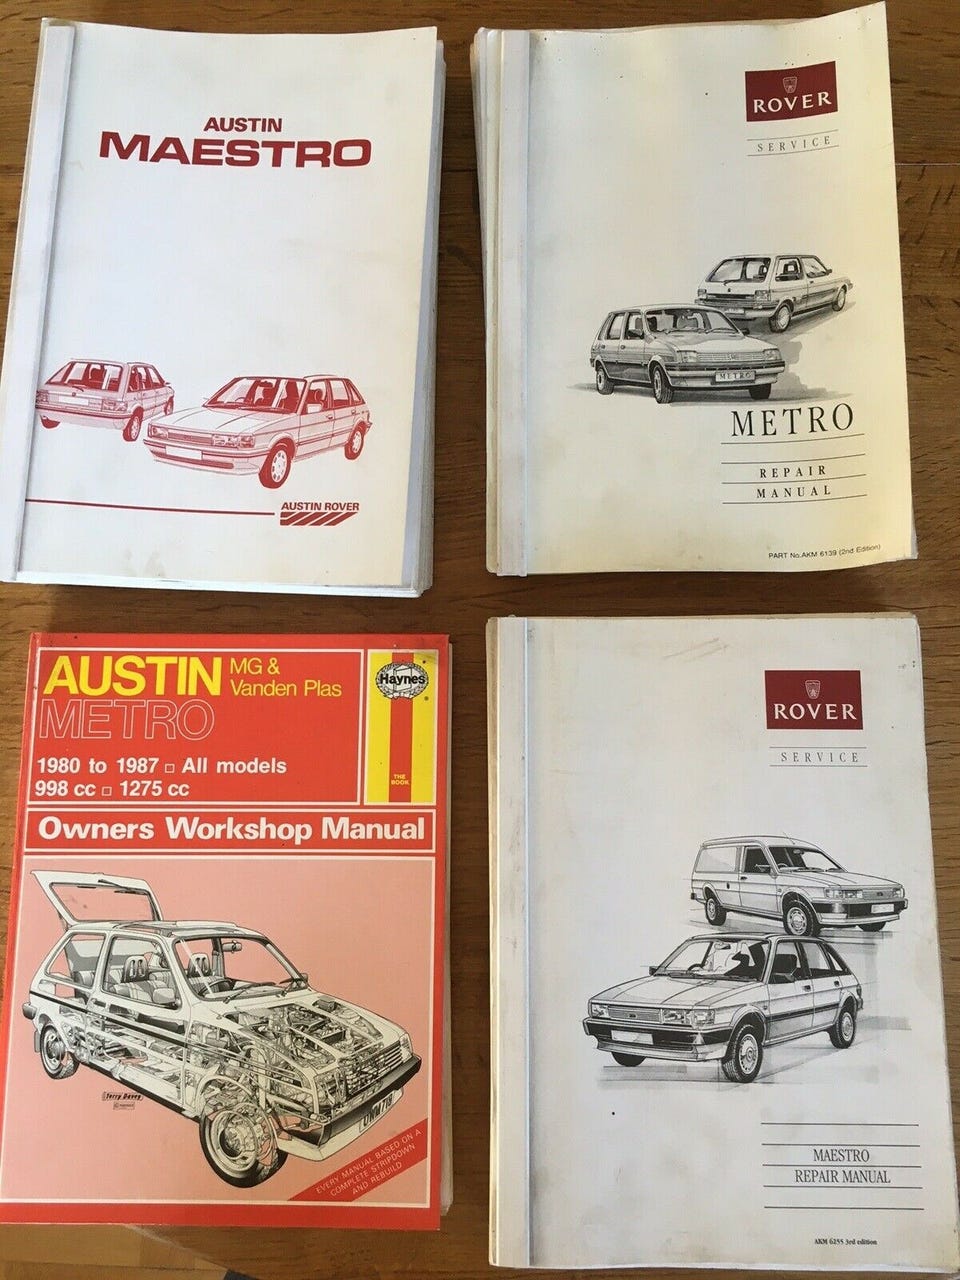 AUSTIN
MAESTRO
AUSTIN ROVER
ROVER
SERVICE
METRO
METRO
REPAIR
MANUAL
PART No.AKM 6139 (2nd Edition)
AUSTIN MG &
Vanden Plas
METRO
1980 to 1987 □ All models
998 cc □ 1275 cc
Haynes
THE
BOOK
Owners Workshop Manual
Terry Davey
EVERY MANUAL BASED ON A
COMPLETE STRIPDOWN
AND REBUILD
ROVER
SERVICE
MAESTRO
REPAIR MANUAL
AKM 6255 3rd edition